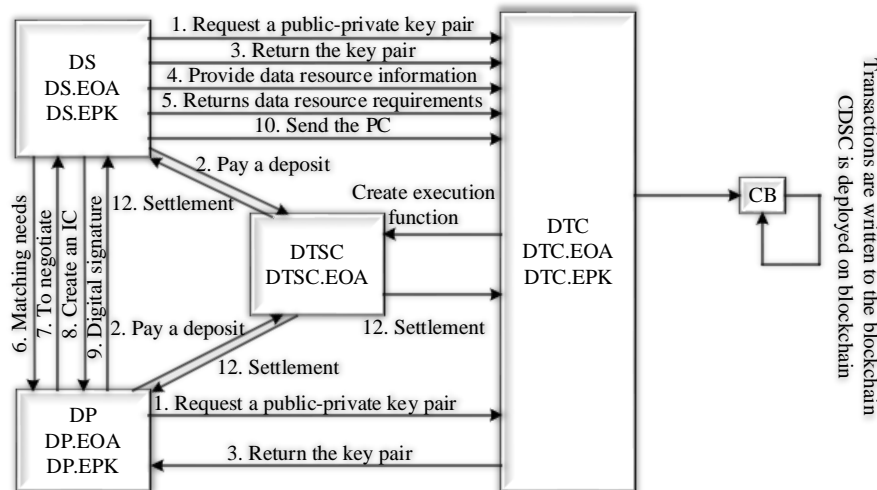 1. Request a public-private key pair
3. Return the key pair
4. Provide data resource information
5. Returns data resource requirements
10. Send the PC
DS
DS.EOA
DS.EPK
2. Pay a deposit
12. Settlement
Create execution
function
DTSC
DTSC.EOA
DTC
DTC.EOA
DTC.EPK
CB
Transactions are written to the blockchain
CDSC is deployed on blockchain
6. Matching needs
7. To negotiate
8. Create an IC
9. Digital signature
2. Pay a deposit
12. Settlement
12. Settlement
DP
DP.EOA
DP.EPK
1. Request a public-private key pair
3. Return the key pair